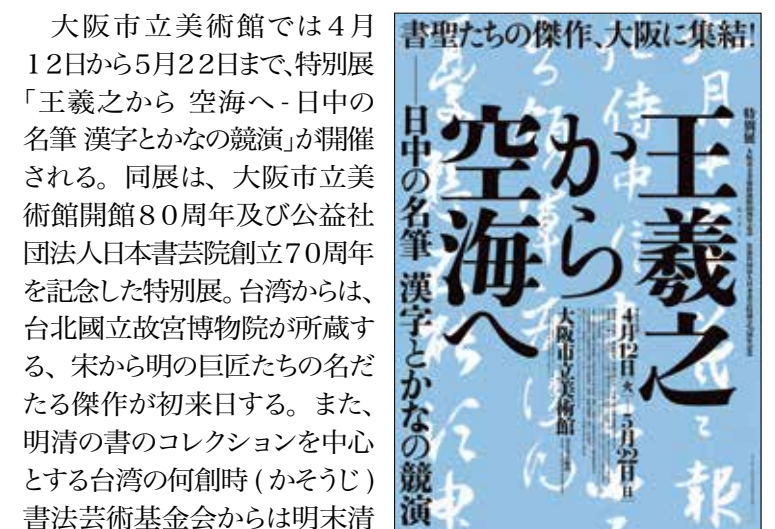 大阪市立美術館では４月
１２日から5月２２日まで、特別展
「王羲之から 空海へ - 日中の
名筆 漢字とかなの競演」が開催
される。同展は、大阪市立美
術館開館８０周年及び公益社
団法人日本書芸院創立７０周年
を記念した特別展。台湾からは、
台北國立故宮博物院が所蔵す
る、宋から明の巨匠たちの名だ
たる傑作が初来日する。また、
明清の書のコレクションを中心
とする台湾の何創時 ( かそうじ )
書法芸術基金会からは明末清
書聖たちの傑作、大阪に集結!
特別展
王羲之
から
空海へ
日中の名筆 漢字とかなの競演
4月12日火―5月22日日
大阪市立美術館